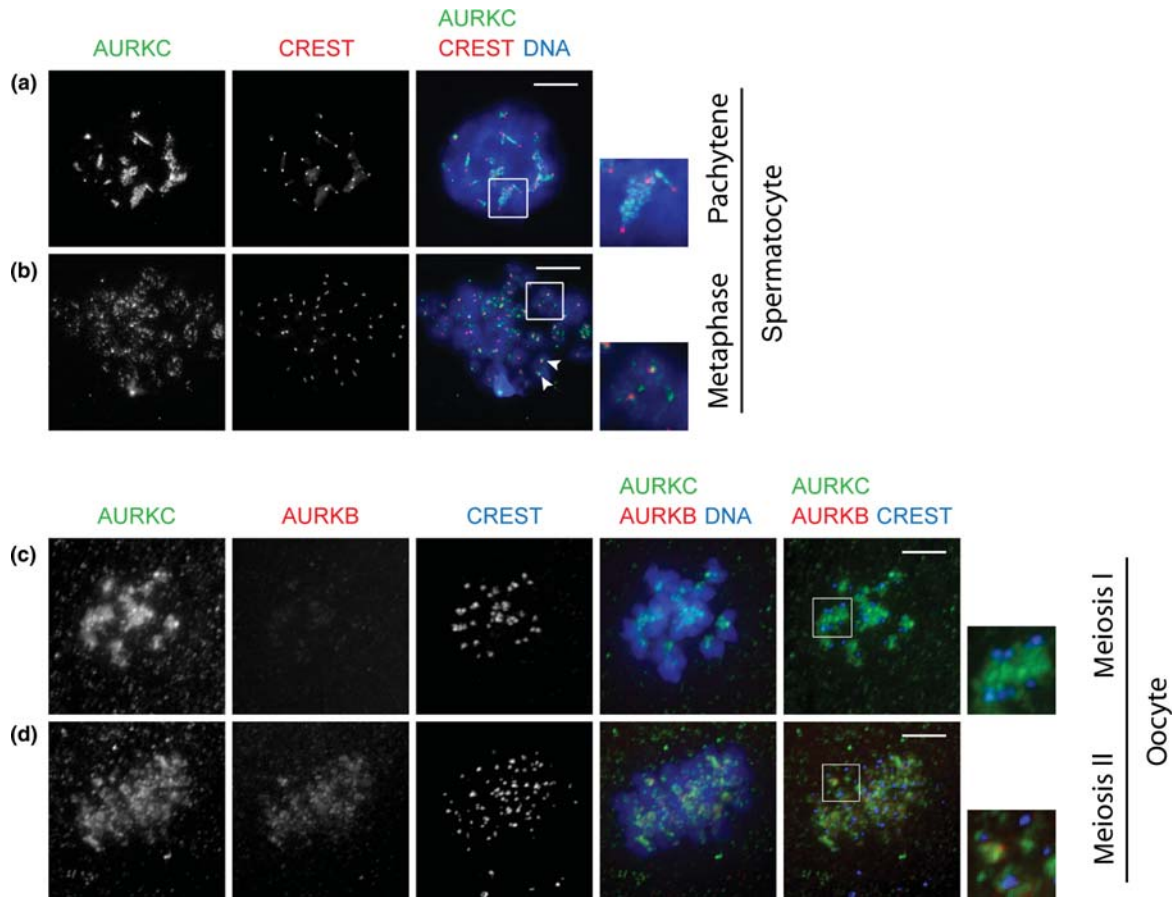 AURKC
AURKC CREST CREST DNA
(a)
Pachytene
(b)
Metaphase
Spermatocyte
AURKC AURKC
AURKC AURKB CREST AURKB DNA AURKB CREST
(c)
Meiosis I
(d)
Meiosis II
Oocyte